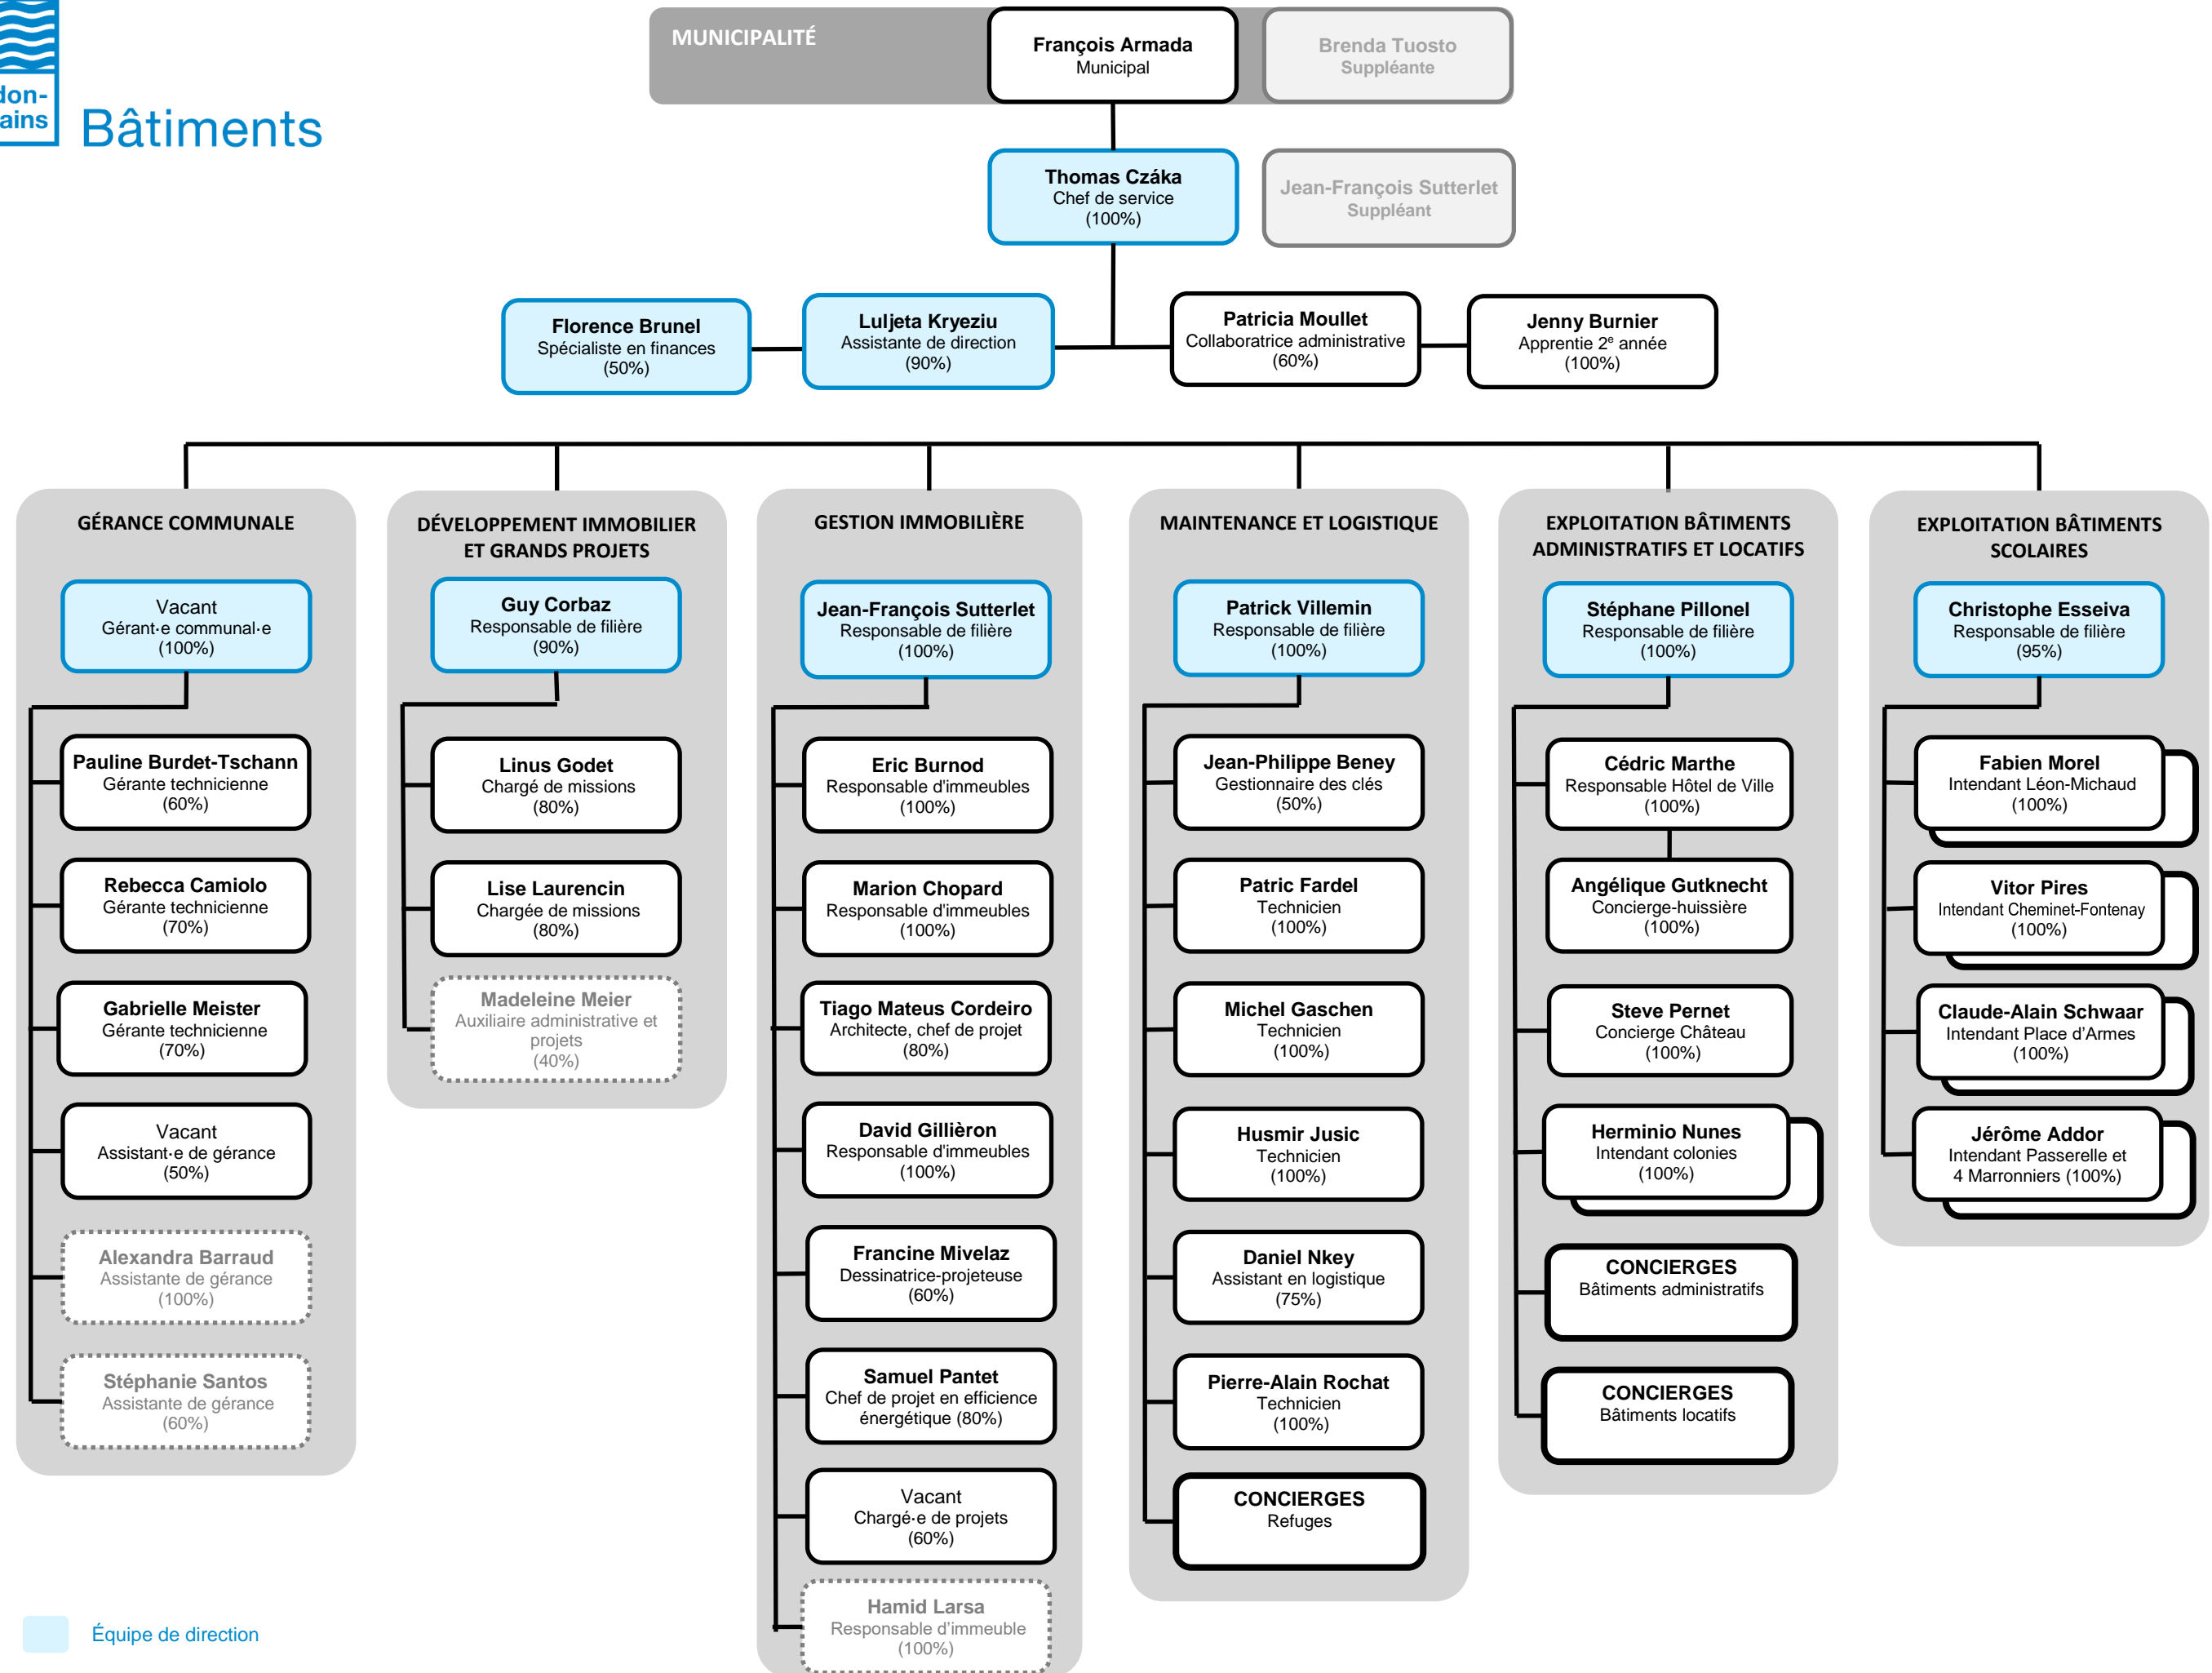 don-
ains
Bâtiments
MUNICIPALITÉ
François Armada
Municipal
Brenda Tuosto
Suppléante
Thomas Czáka
Chef de service
(100%)
Jean-François Sutterlet
Suppléant
Florence Brunel
Spécialiste en finances
(50%)
Luljeta Kryeziu
Assistante de direction
(90%)
Patricia Moullet
Collaboratrice administrative
(60%)
Jenny Burnier
Apprentie 2e année
(100%)
GÉRANCE COMMUNALE
Vacant
Gérant·e communal·e
(100%)
Pauline Burdet-Tschann
Gérante technicienne
(60%)
Rebecca Camiolo
Gérante technicienne
(70%)
Gabrielle Meister
Gérante technicienne
(70%)
Vacant
Assistant·e de gérance
(50%)
Alexandra Barraud
Assistante de gérance
(100%)
Stéphanie Santos
Assistante de gérance
(60%)
DÉVELOPPEMENT IMMOBILIER
ET GRANDS PROJETS
Guy Corbaz
Responsable de filière
(90%)
Linus Godet
Chargé de missions
(80%)
Lise Laurencin
Chargée de missions
(80%)
Madeleine Meier
Auxiliaire administrative et
projets
(40%)
GESTION IMMOBILIÈRE
Jean-François Sutterlet
Responsable de filière
(100%)
Eric Burnod
Responsable d'immeubles
(100%)
Marion Chopard
Responsable d'immeubles
(100%)
Tiago Mateus Cordeiro
Architecte, chef de projet
(80%)
David Gillièron
Responsable d'immeubles
(100%)
Francine Mivelaz
Dessinatrice-projeteuse
(60%)
Samuel Pantet
Chef de projet en efficience
énergétique (80%)
Vacant
Chargé·e de projets
(60%)
Hamid Larsa
Responsable d'immeuble
(100%)
MAINTENANCE ET LOGISTIQUE
Patrick Villemin
Responsable de filière
(100%)
Jean-Philippe Beney
Gestionnaire des clés
(50%)
Patric Fardel
Technicien
(100%)
Michel Gaschen
Technicien
(100%)
Husmir Jusic
Technicien
(100%)
Daniel Nkey
Assistant en logistique
(75%)
Pierre-Alain Rochat
Technicien
(100%)
CONCIERGES
Refuges
EXPLOITATION BÂTIMENTS
ADMINISTRATIFS ET LOCATIFS
Stéphane Pillonel
Responsable de filière
(100%)
Cédric Marthe
Responsable Hôtel de Ville
(100%)
Angélique Gutknecht
Concierge-huissière
(100%)
Steve Pernet
Concierge Château
(100%)
Herminio Nunes
Intendant colonies
(100%)
CONCIERGES
Bâtiments administratifs
CONCIERGES
Bâtiments locatifs
EXPLOITATION BÂTIMENTS
SCOLAIRES
Christophe Esseiva
Responsable de filière
(95%)
Fabien Morel
Intendant Léon-Michaud
(100%)
Vitor Pires
Intendant Cheminet-Fontenay
(100%)
Claude-Alain Schwaar
Intendant Place d'Armes
(100%)
Jérôme Addor
Intendant Passerelle et
4 Marronniers (100%)
Équipe de direction